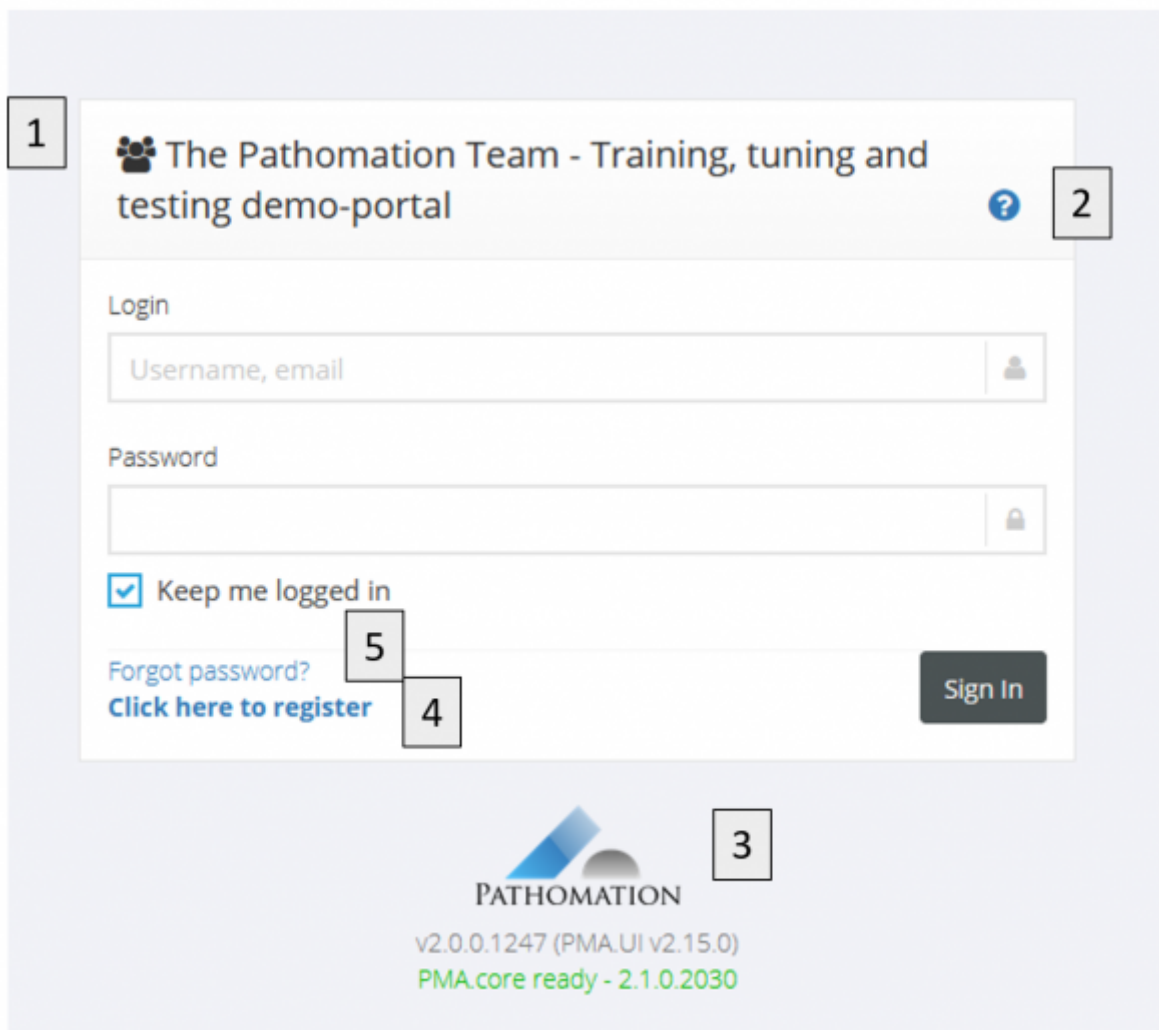 1
The Pathomation Team - Training, tuning and
testing demo-portal
2
Login
Username, email
Password
Keep me logged in
5
Forgot password?
Click here to register
4
Sign In
3
PATHOMATION
v2.0.0.1247 (PMA.UI v2.15.0)
PMA.core ready - 2.1.0.2030